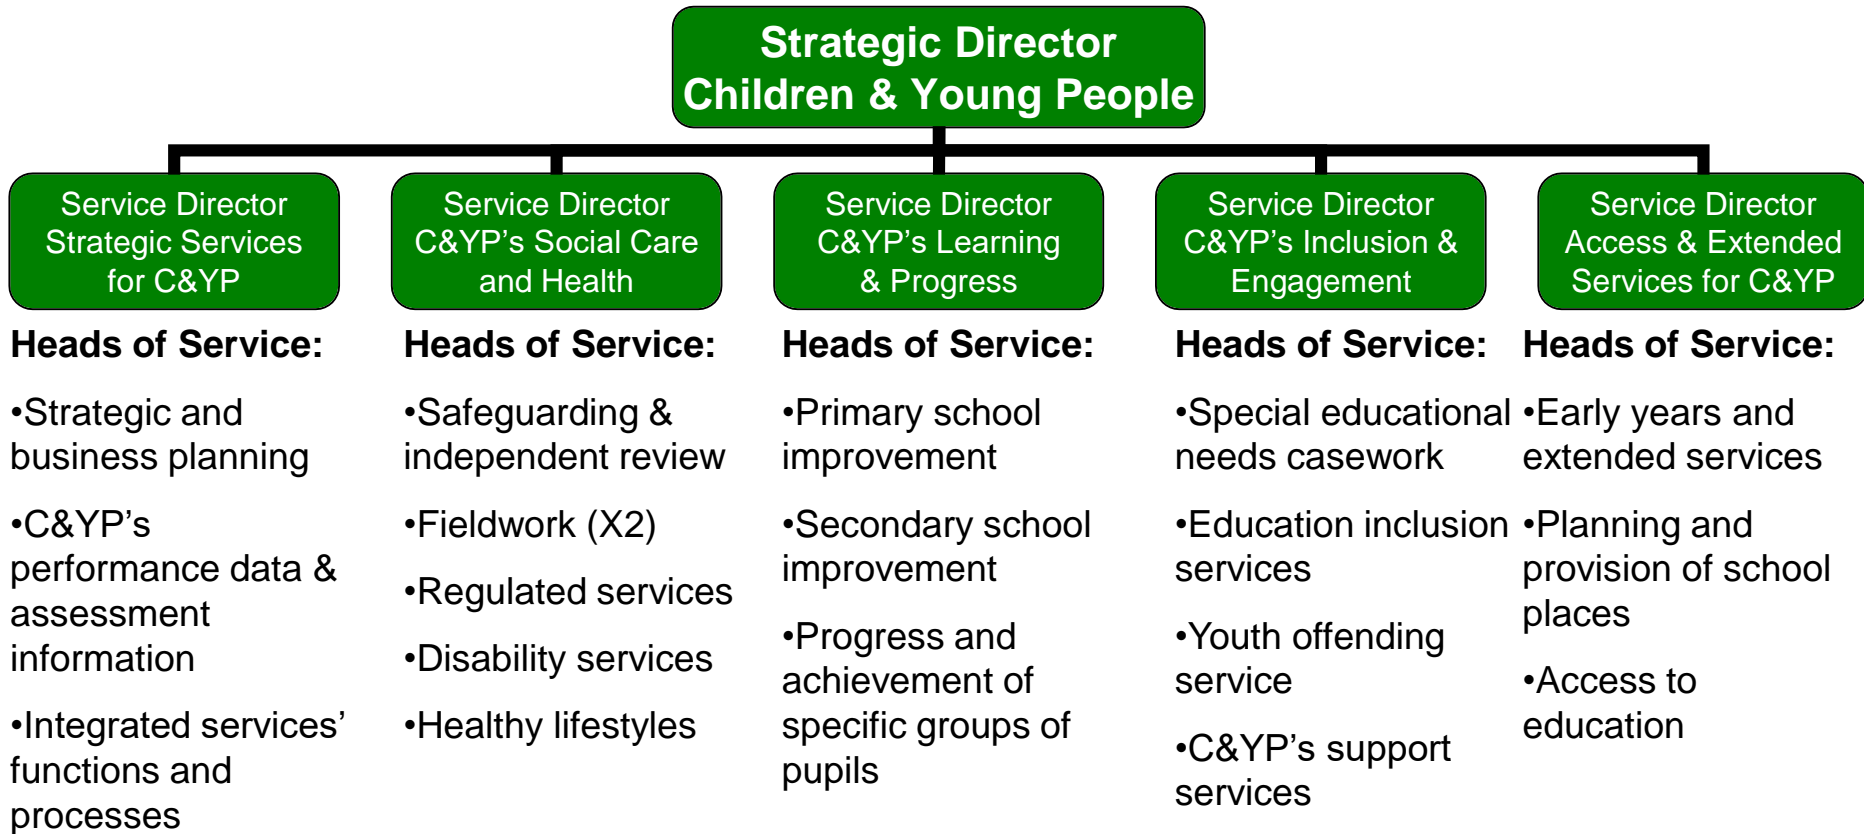 Strategic Director
Children & Young People
Service Director
Strategic Services
for C&YP
Service Director
C&YP’s Social Care
and Health
Service Director
C&YP’s Learning
& Progress
Service Director
C&YP’s Inclusion &
Engagement
Service Director
Access & Extended
Services for C&YP
Heads of Service:
•Strategic and
business planning
•C&YP’s
performance data &
assessment
information
•Integrated services’
functions and
processes
Heads of Service:
•Safeguarding &
independent review
•Fieldwork (X2)
•Regulated services
•Disability services
•Healthy lifestyles
Heads of Service:
•Primary school
improvement
•Secondary school
improvement
•Progress and
achievement of
specific groups of
pupils
Heads of Service:
•Special educational
needs casework
•Education inclusion
services
•Youth offending
service
•C&YP’s support
services
Heads of Service:
•Early years and
extended services
•Planning and
provision of school
places
•Access to
education